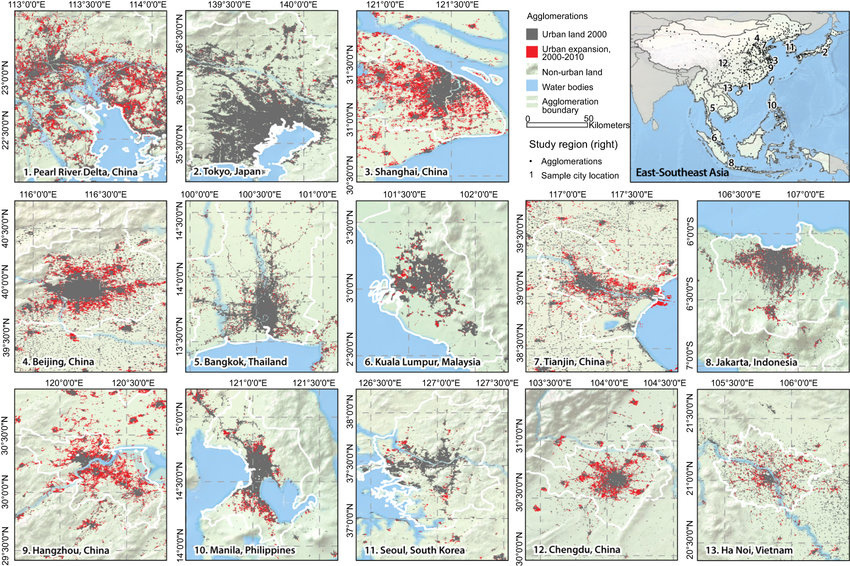 113°0'0"E 114°0'0"E
23°0'0"N
22°30'0"N
1. Pearl River Delta, China
139°30'0"E 140°0'0"E
36°30'0"N
36°0'0"N
35°30'0"N
2. Tokyo, Japan
121°0'0"E 121°30'0"E
31°30'0"N
31°0'0"N
30°30'0"N
3. Shanghai, China
Agglomerations
Urban land 2000
Urban expansion,
2000-2010
Non-urban land
Water bodies
Agglomeration
boundary
0 50
Kilometers
Study region (right)
Agglomerations
1 Sample city location
4
11
2
3
12
13
1
10
5
6
8
East-Southeast Asia
116°0'0"E 116°30'0"E
40°30'0"N
40°0'0"N
39°30'0"N
4. Beijing, China
100°0'0"E 100°30'0"E 101°0'0"E
14°30'0"N
14°0'0"N
13°30'0"N
5. Bangkok, Thailand
101°30'0"E 102°0'0"E
3°30'0"N
3°0'0"N
2°30'0"N
6. Kuala Lumpur, Malaysia
117°0'0"E 117°30'0"E
39°30'0"N
39°0'0"N
38°30'0"N
7. Tianjin, China
106°30'0"E 107°0'0"E
6°0'0"S
6°30'0"S
7°0'0"S
8. Jakarta, Indonesia
120°0'0"E 120°30'0"E
30°30'0"N
30°0'0"N
29°30'0"N
9. Hangzhou, China
121°0'0"E 121°30'0"E
15°0'0"N
14°30'0"N
14°0'0"N
10. Manila, Philippines
126°30'0"E 127°0'0"E 127°30'0"E
38°0'0"N
37°30'0"N
37°0'0"N
11. Seoul, South Korea
103°30'0"E 104°0'0"E 104°30'0"E
31°0'0"N
30°30'0"N
30°0'0"N
12. Chengdu, China
105°30'0"E 106°0'0"E
21°30'0"N
21°0'0"N
20°30'0"N
13. Ha Noi, Vietnam